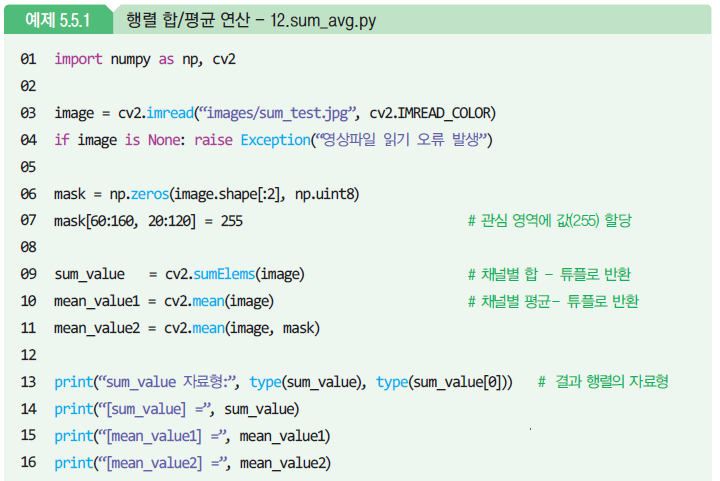 예제 5.5.1 행렬 합/평균 연산 - 12.sum_avg.py
01 import numpy as np, cv2
02
03 image = cv2.imread(“images/sum_test.jpg”, cv2.IMREAD_COLOR)
04 if image is None: raise Exception(“영상파일 읽기 오류 발생”)
05
06 mask = np.zeros(image.shape[:2], np.uint8)
07 mask[60:160, 20:120] = 255 # 관심 영역에 값(255) 할당
08
09 sum_value = cv2.sumElems(image) # 채널별 합 - 튜플로 반환
10 mean_value1 = cv2.mean(image) # 채널별 평균- 튜플로 반환
11 mean_value2 = cv2.mean(image, mask)
12
13 print(“sum_value 자료형:”, type(sum_value), type(sum_value[0])) # 결과 행렬의 자료형
14 print(“[sum_value] =”, sum_value)
15 print(“[mean_value1] =”, mean_value1)
16 print(“[mean_value2] =”, mean_value2)